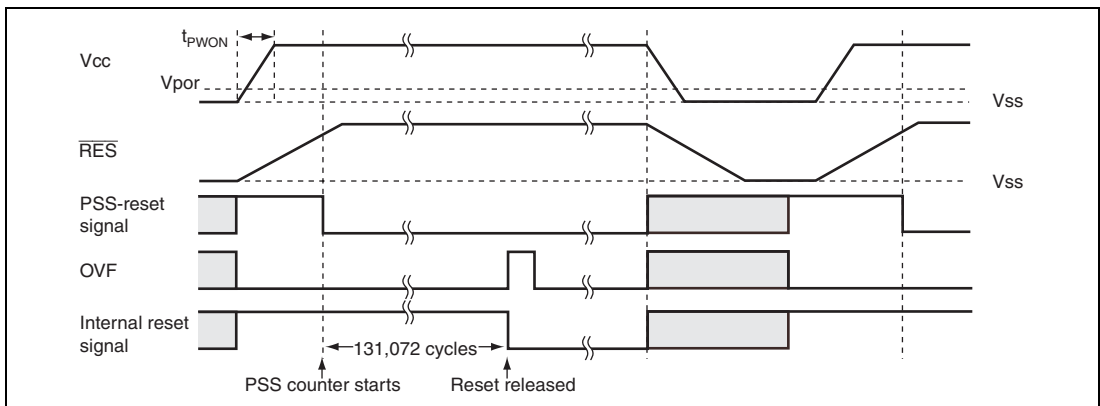 tPWON
Vcc
Vpor
Vss
RES
Vss
PSS-reset
signal
OVF
Internal reset
signal
131,072 cycles
PSS counter starts
Reset released